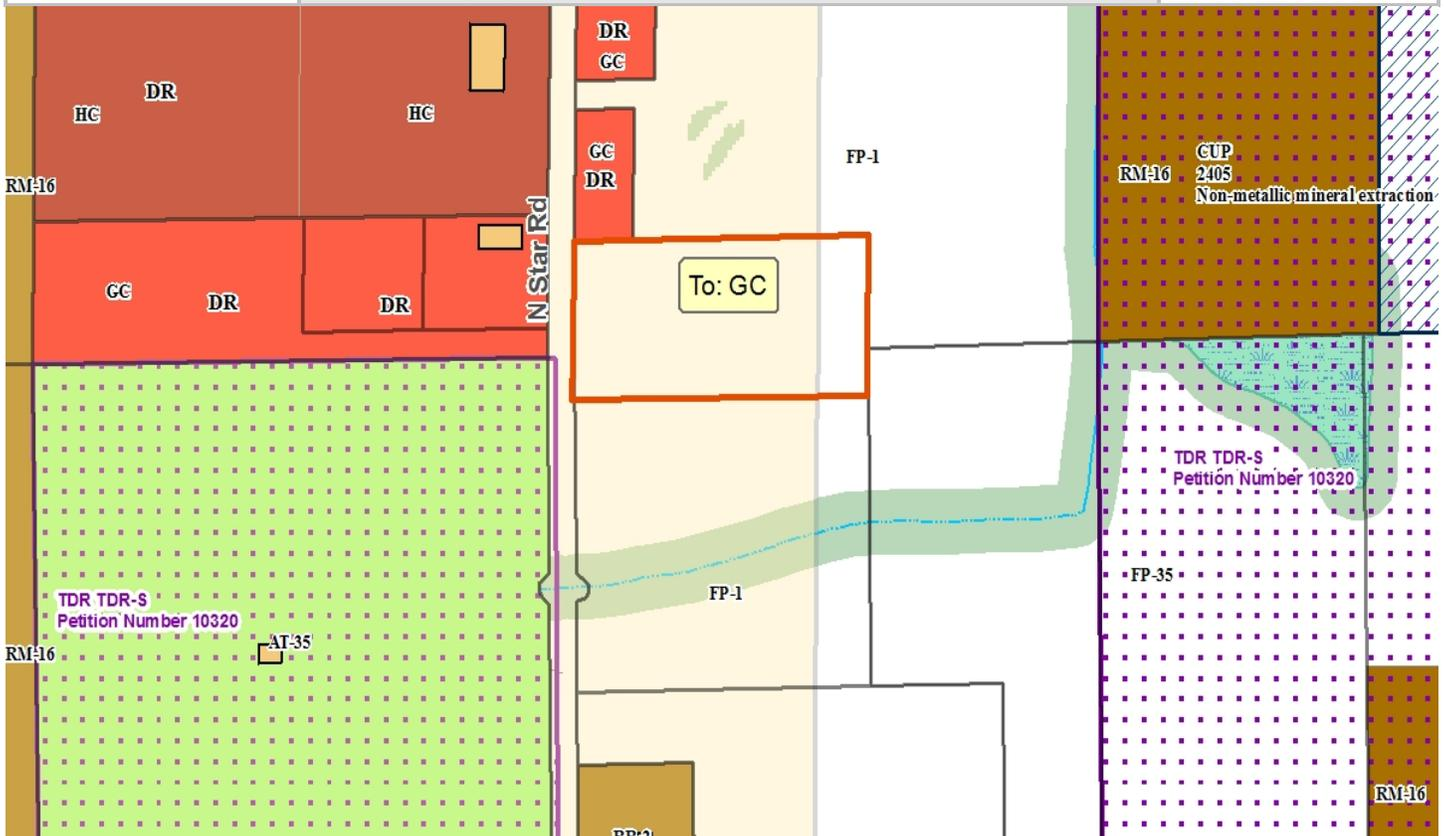 DR
GC
DR
HC
HC
GC
DR
FP-1
RM-16
CUP
2405
Non-metallic mineral extraction
RM-16
N Star Rd
To: GC
GC
DR
DR
TDR TDR-S
Petition Number 10320
FP-35
FP-1
TDR TDR-S
Petition Number 10320
AT-35
RM-16
RM-16